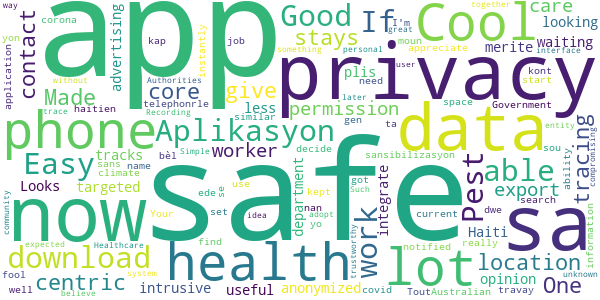 app
privacy
safe
data
now
phone
health
sa
lot
Cool
able
Easy
Pest
download
centric
Aplikasyon
work
location
Good
stays
If
give
core
Made
permission
contact
advertising
worker
tracks
targeted
Looks
intrusive
useful
anonymized
department
integrate
Haiti
opinion
One
export
tracing
care
looking
merite
waiting
plis
less
similar
telephonrle
haitien
corona
way
yon
application
kap
job
instantly
Authorities
Recording
without
trace
sans
climate
bèl
Simple
name
ability
community
well
fool
expected
believe
Your
system
Healthcare
set
idea
find
use
ede
se
adopt
yo
kept
Such
got
nan
trustworthy
covid
decide
gen
ta
sansibilizasyon
notified
really
current
dwe
Tout
Australian
travay
search
unknown
information
compromising
entity
sou
space
Government
start
kont
need
user
later
personal
something
I'm
great
moun
appreciate
together
interface